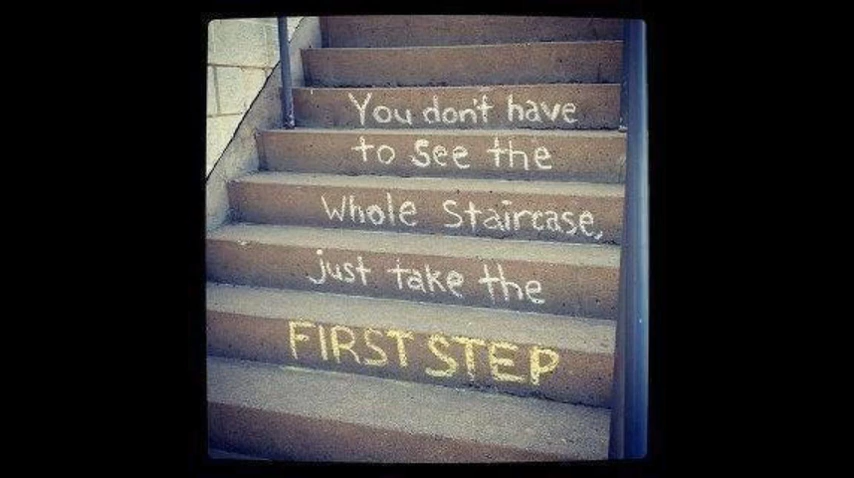 You don't have
to see the
Whole Staircase,
just take the
FIRST STEP